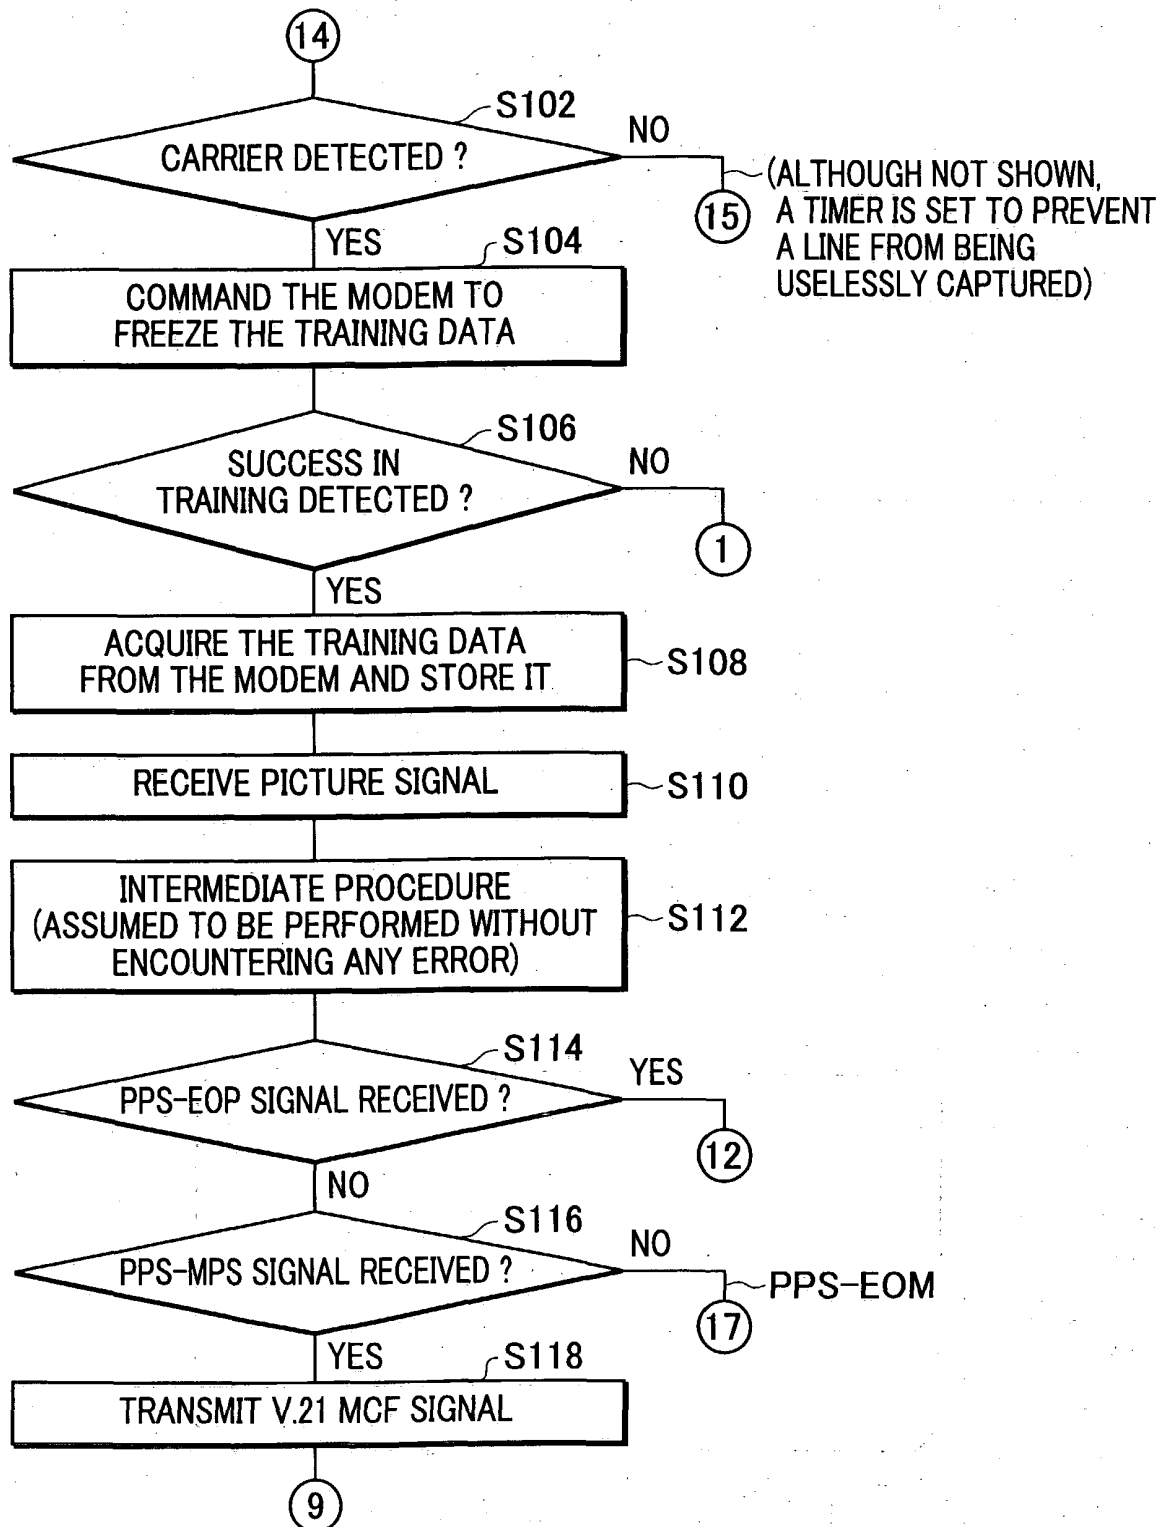 14
S102
CARRIER DETECTED ?
NO
15
(ALTHOUGH NOT SHOWN,
A TIMER IS SET TO PREVENT
A LINE FROM BEING
USELESSLY CAPTURED)
YES
S104
COMMAND THE MODEM TO
FREEZE THE TRAINING DATA
S106
SUCCESS IN
TRAINING DETECTED ?
NO
1
YES
ACQUIRE THE TRAINING DATA
FROM THE MODEM AND STORE IT
S108
RECEIVE PICTURE SIGNAL
S110
INTERMEDIATE PROCEDURE
(ASSUMED TO BE PERFORMED WITHOUT
ENCOUNTERING ANY ERROR)
S112
S114
PPS-EOP SIGNAL RECEIVED ?
YES
12
NO
S116
PPS-MPS SIGNAL RECEIVED ?
NO
PPS-EOM
17
YES
S118
TRANSMIT V.21 MCF SIGNAL
9